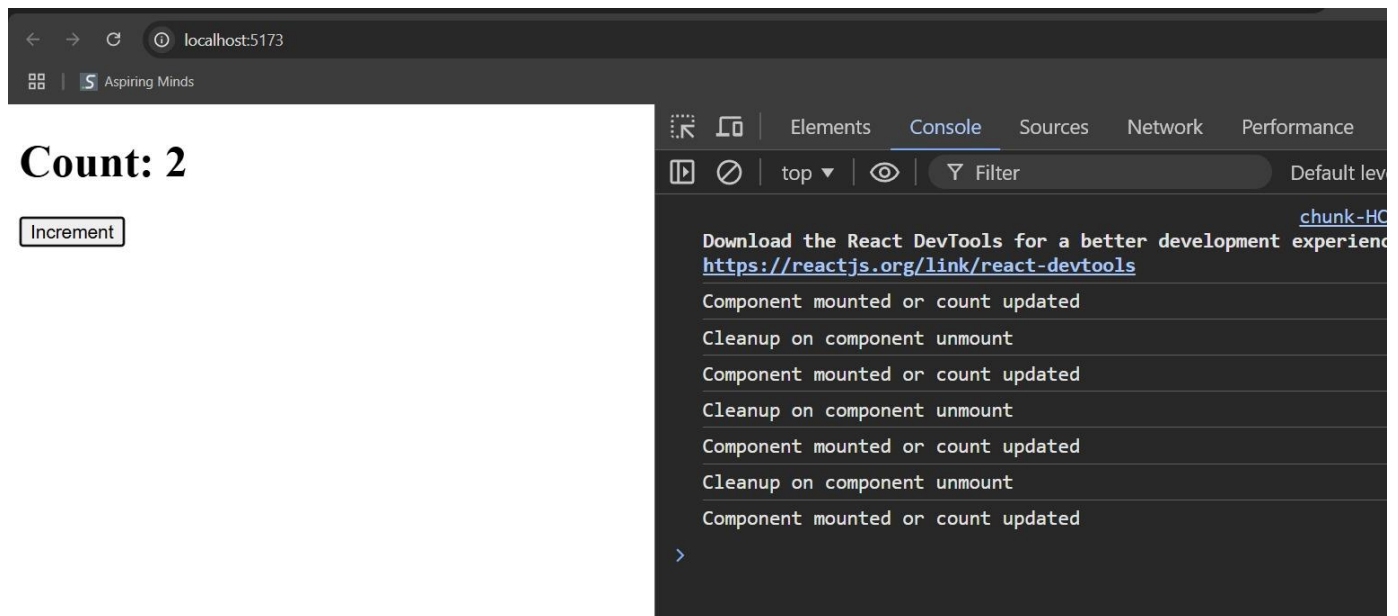 localhost:5173
Aspiring Minds
Count: 2
Increment
Elements Console Sources Network Performance
top Filter Default
Download the React DevTools for a better development
https://reactjs.org/link/react-devtools
Component mounted or count updated
Cleanup on component unmount
Component mounted or count updated
Cleanup on component unmount
Component mounted or count updated
Cleanup on component unmount
Component mounted or count updated